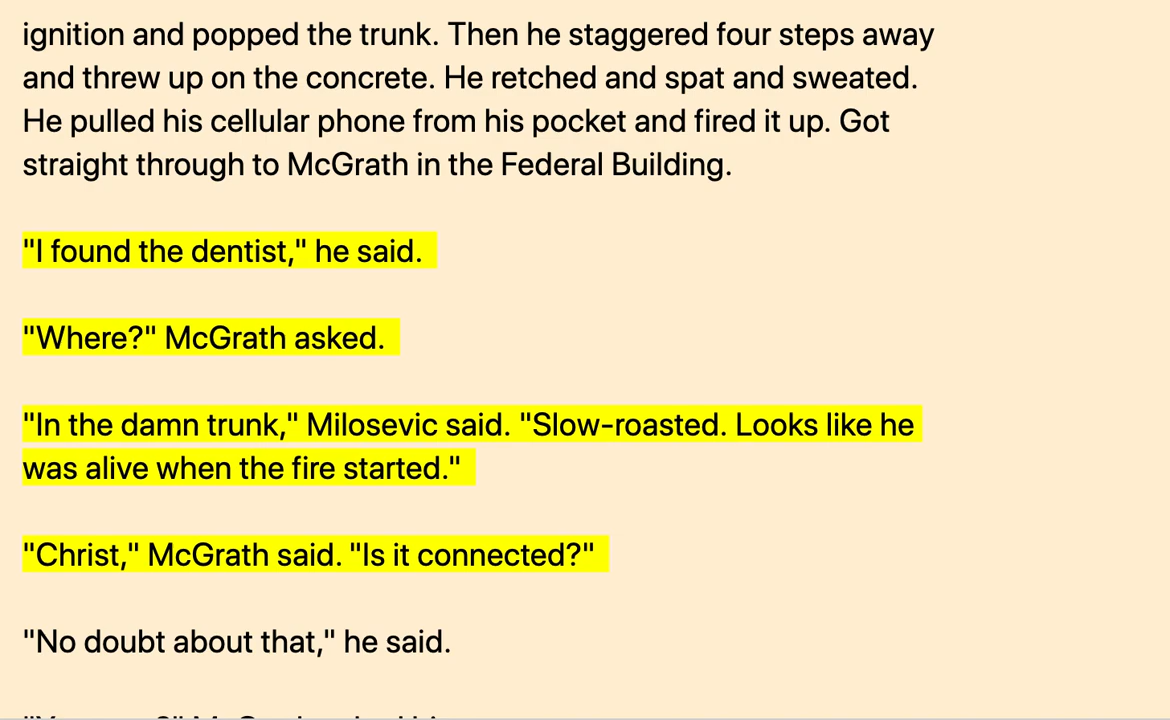 ignition and popped the trunk. Then he staggered four steps away
and threw up on the concrete. He retched and spat and sweated.
He pulled his cellular phone from his pocket and fired it up. Got
straight through to McGrath in the Federal Building.
"I found the dentist," he said.
"Where?" McGrath asked.
"In the damn trunk," Milosevic said. "Slow-roasted. Looks like he
was alive when the fire started."
"Christ," McGrath said. "Is it connected?"
"No doubt about that," he said.